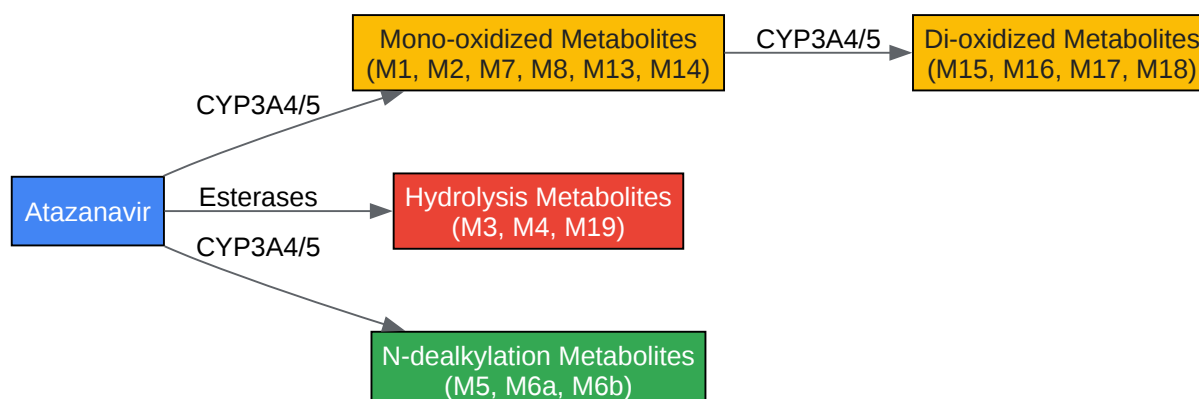 Mono-oxidized Metabolites
(M1, M2, M7, M8, M13, M14)
CYP3A4/5
Di-oxidized Metabolites
(M15, M16, M17, M18)
CYP3A4/5
Atazanavir
Esterases
Hydrolysis Metabolites
(M3, M4, M19)
CYP3A4/5
N-dealkylation Metabolites
(M5, M6a, M6b)